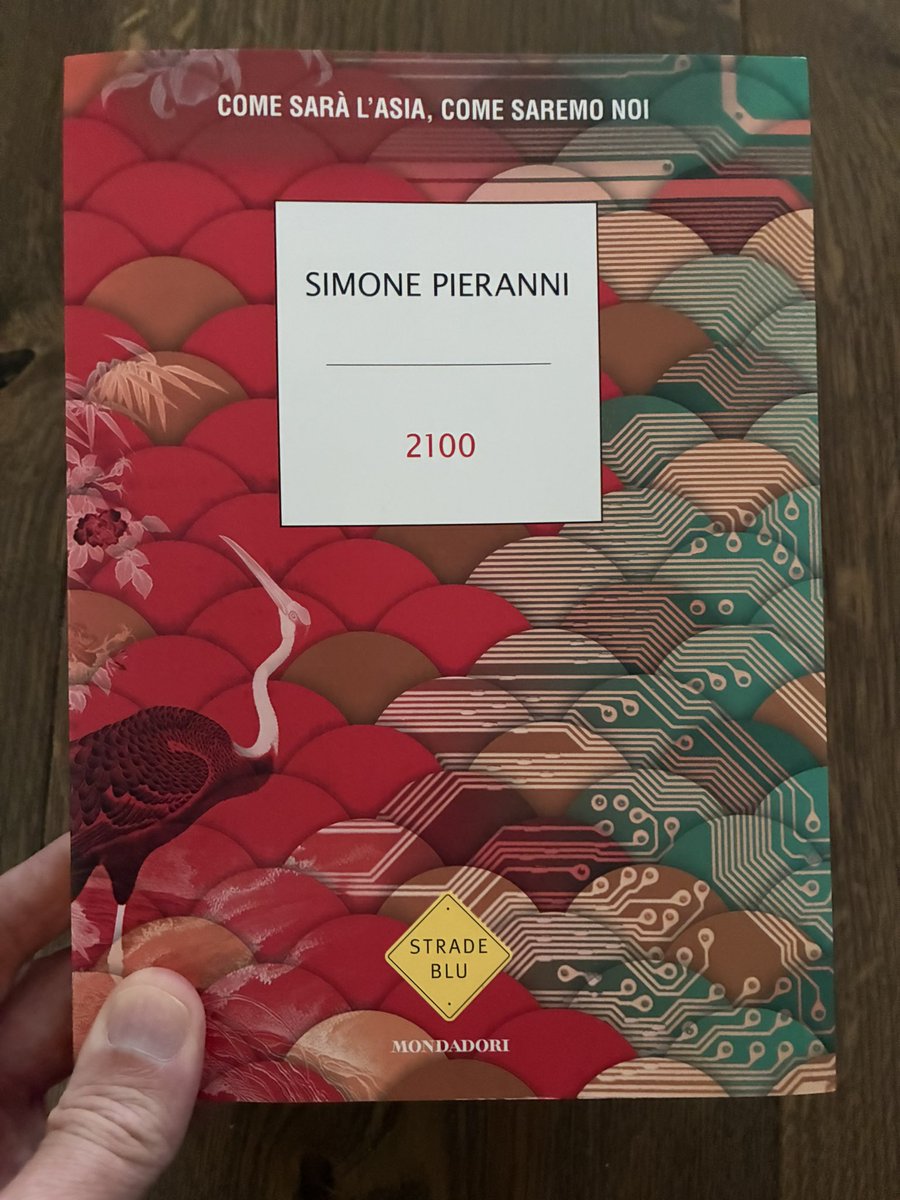 COME SARÀ L'ASIA, COME SAREMO NOI
SIMONE PIERANNI
2100
STRADE
BLU
MONDADORI